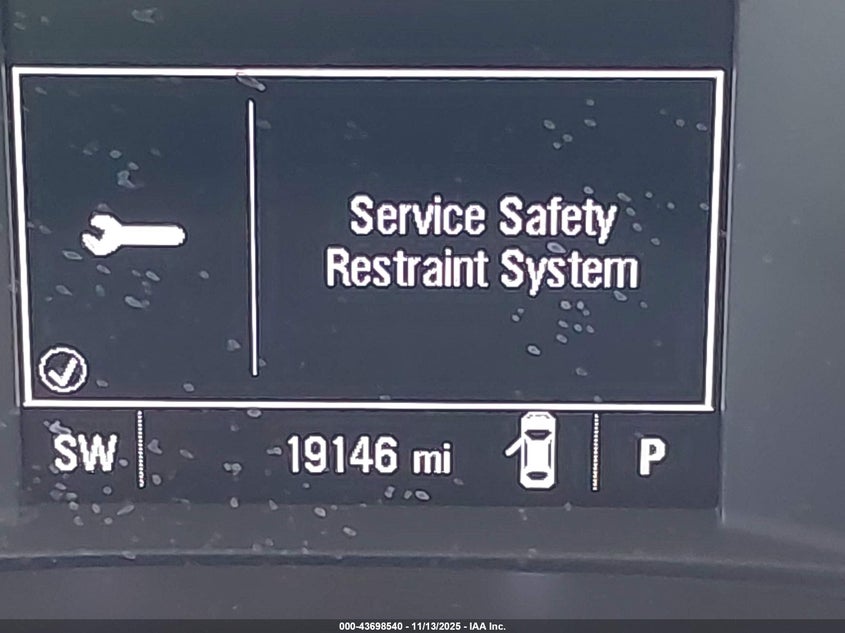 Service Safety
Restraint System
SW 19146 mi P
000-43698540 - 11/13/2025 - IAA Inc.